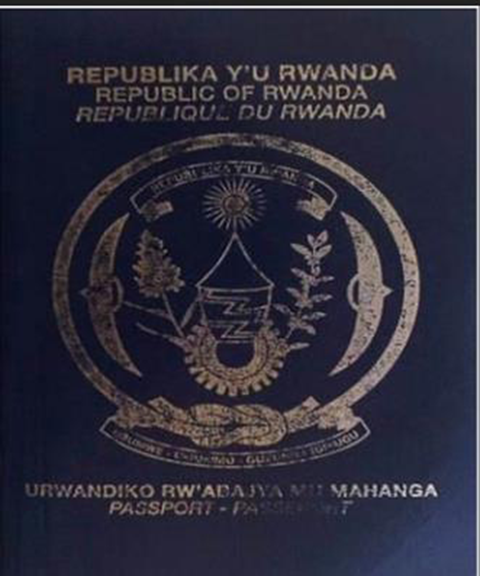 REPUBLIKA Y'U RWANDA
REPUBLIC OF RWANDA
REPUBLIQUE DU RWANDA
REPUBLIKA Y'U RWANDA
UBUMWE - UMURIMO - GUKUNDA IGIHUGU
URWANDIKO RW'ABAJYA MU MAHANGA
PASSPORT - PASSEPORT